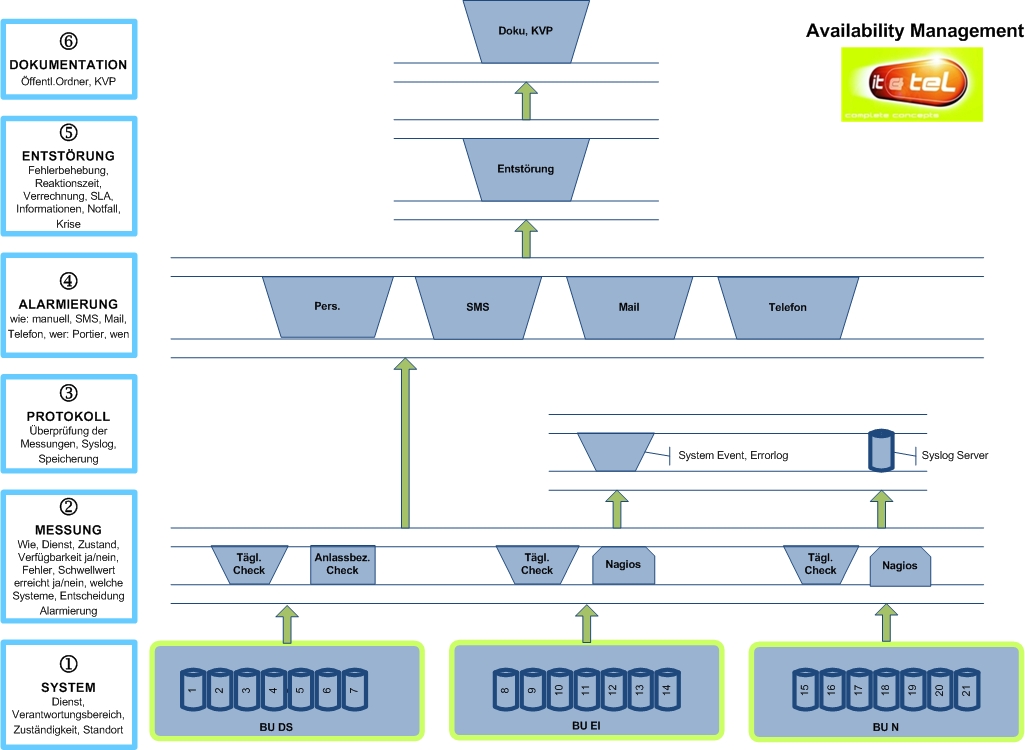 Availability Management
it e tel
complete concepts
⑥
DOKUMENTATION
Öffentl.Ordner, KVP
Doku, KVP
⑤
ENTSTÖRUNG
Fehlerbehebung,
Reaktionszeit,
Verrechnung, SLA,
Informationen, Notfall,
Krise
Entstörung
④
ALARMIERUNG
wie: manuell, SMS, Mail,
Telefon, wer: Portier, wen
Pers.
SMS
Mail
Telefon
③
PROTOKOLL
Überprüfung der
Messungen, Syslog,
Speicherung
System Event, Errorlog
Syslog Server
②
MESSUNG
Wie, Dienst, Zustand,
Verfügbarkeit ja/nein,
Fehler, Schwellwert
erreicht ja/nein, welche
Systeme, Entscheidung
Alarmierung
Tägl.
Check
Anlassbez.
Check
Tägl.
Check
Nagios
Tägl.
Check
Nagios
①
SYSTEM
Dienst,
Verantwortungsbereich,
Zuständigkeit, Standort
1 2 3 4 5 6 7
BU DS
8 9 10 11 12 13 14
BU EI
15 16 17 18 19 20 21
BU N